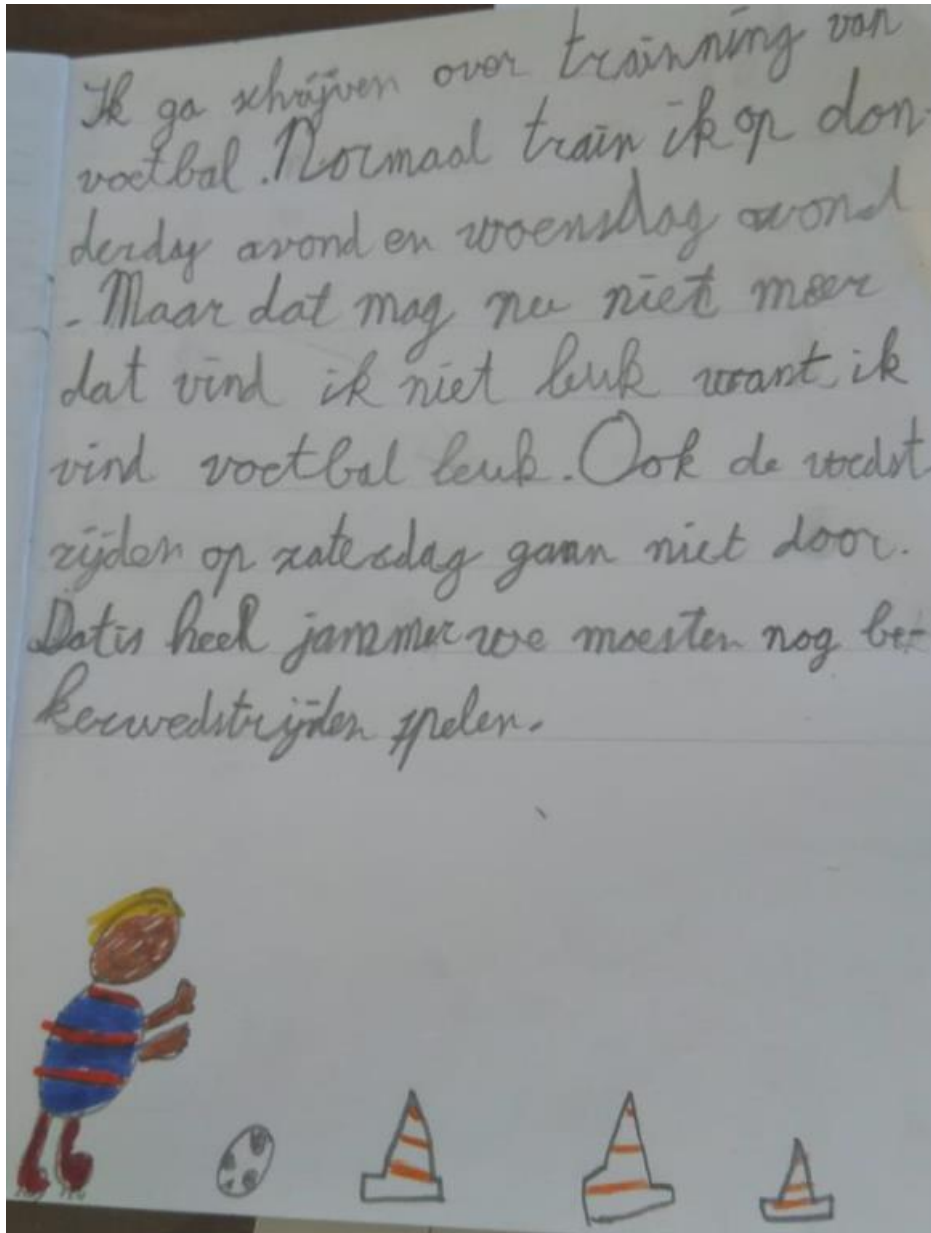 Ik ga schrijven over trainning van
voetbal. Normaal train ik op don-
derdag avond en woensdag avond
. Maar dat mag nu niet meer
dat vind ik niet leuk want ik
vind voetbal leuk. Ook de wedst
rijden op zaterdag gaan niet door.
Dat is heel jammer we moesten nog be-
kerwedstrijden spelen.